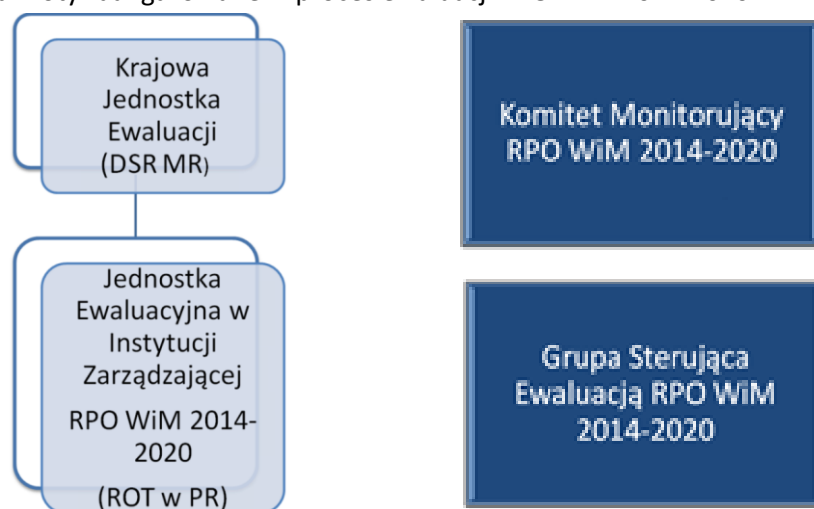 Krajowa
Jednostka
Ewaluacji
(DSR MR)
Komitet Monitorujący
RPO WiM 2014-2020
Jednostka
Ewaluacyjna w
Instytucji
Zarządzającej
RPO WiM 2014-
2020
(ROT w PR)
Grupa Sterująca
Ewaluacją RPO WiM
2014-2020